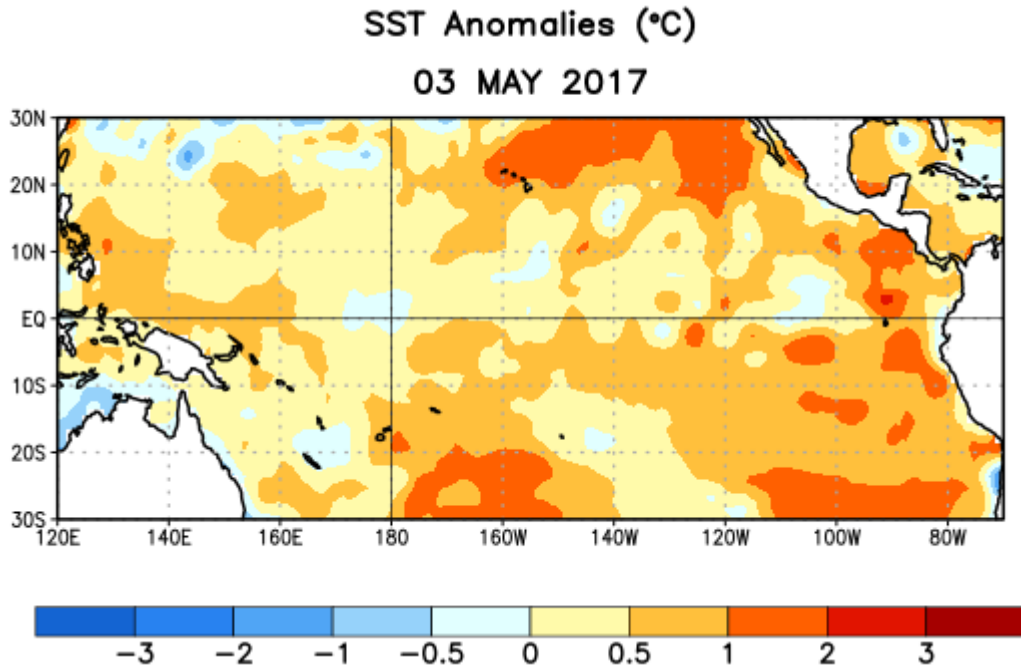 SST Anomalies (°C)
03 MAY 2017
30N
20N
10N
EQ
10S
20S
30S
120E 140E 160E 180 160W 140W 120W 100W 80W
-3 -2 -1 -0.5 0 0.5 1 2 3